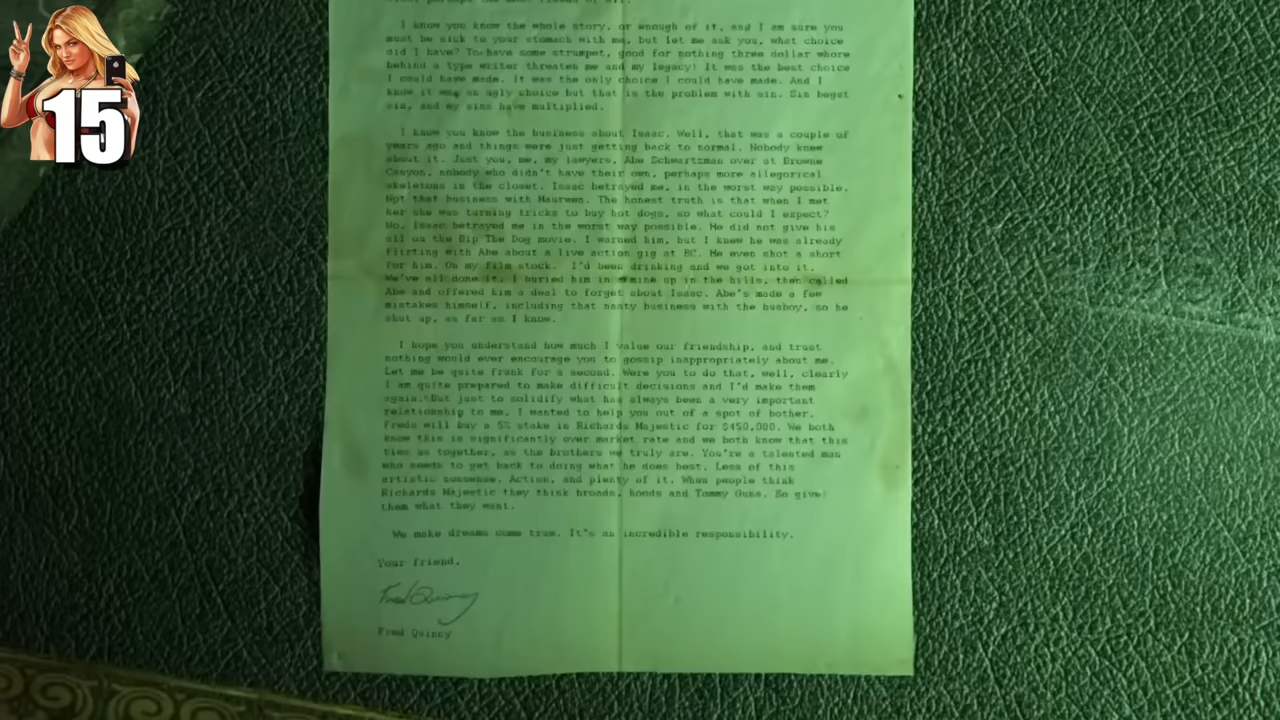 15
I know you know the whole story, or enough of it, and I am sure you
must be sick to your stomach with me, but let me ask you, what choice
did I have? To have some strumpet, good for nothing three dollar whore
behind a type writer threaten me and my legacy! It was the best choice
I could have made. It was the only choice I could have made. And I
know it was an ugly choice but that is the problem with sin. Sin beget
sin, and my sins have multiplied.
I know you know the business about Isaac. Well, that was a couple of
years ago and things were just getting back to normal. Nobody knew
about it. Just you, me, my lawyers, Abe Schwartzman over at Drowne
Canyon, nobody who didn't have their own, perhaps more allegorical
skeletons in the closet. Isaac betrayed me, in the worst way possible.
Not that business with Maureen. The honest truth is that when I met
her she was turning tricks to buy hot dogs, so what could I expect?
No, Isaac betrayed me in the worst way possible. He did not give his
all on the Rip The Dog movie. I warned him, but I knew he was already
flirting with Abe about a live action gig at BC. He even shot a short
for him. On my film stock. I'd been drinking and we got into it.
We've all done it. I buried him in a mine up in the hills, then called
Abe and offered him a deal to forget about Isaac. Abe's made a few
mistakes himself, including that nasty business with the busboy, so he
shut up, as far as I know.
I hope you understand how much I value our friendship, and trust
nothing would ever encourage you to gossip inappropriately about me.
Let me be quite frank for a second. Were you to do that, well, clearly
I am quite prepared to make difficult decisions and I'd make them
again. But just to solidify what has always been a very important
relationship to me, I wanted to help you out of a spot of bother.
Freds will buy a 5% stake in Richards Majestic for $450,000. We both
know this is significantly over market rate and we both know that this
ties us together, as the brothers we truly are. You're a talented man
who needs to get back to doing what he does best. Less of this
artistic nonsense. Action, and plenty of it. When people think
Richards Majestic they think broads, hoods and Tommy Guns. So give
them what they want.
We make dreams come true. It's an incredible responsibility.
Your friend,
Fred Quincy
Fred Quincy